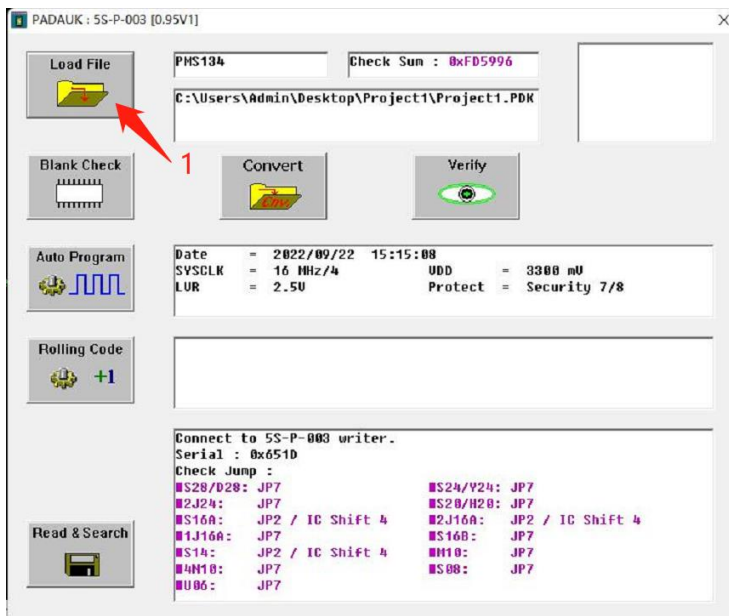 PADAUK : 5S-P-003 [0.95V1]
Load File
PMS134
Check Sum : 0xFD5996
C:\Users\Admin\Desktop\Project1\Project1.PDK
1
Blank Check
Convert
Cnv.
Verify
Auto Program
Date = 2022/09/22 15:15:08
SYSCLK = 16 MHz/4 VDD = 3300 mV
LVR = 2.5V Protect = Security 7/8
Rolling Code
+1
Connect to 5S-P-003 writer.
Serial : 0x651D
Check Jump :
■S28/D28: JP7 ■S24/Y24: JP7
■2J24: JP7 ■S20/H20: JP7
■S16A: JP2 / IC Shift 4 ■2J16A: JP2 / IC Shift 4
■1J16A: JP7 ■S16B: JP7
■S14: JP2 / IC Shift 4 ■M10: JP7
■4N10: JP7 ■S08: JP7
■U06: JP7
Read & Search